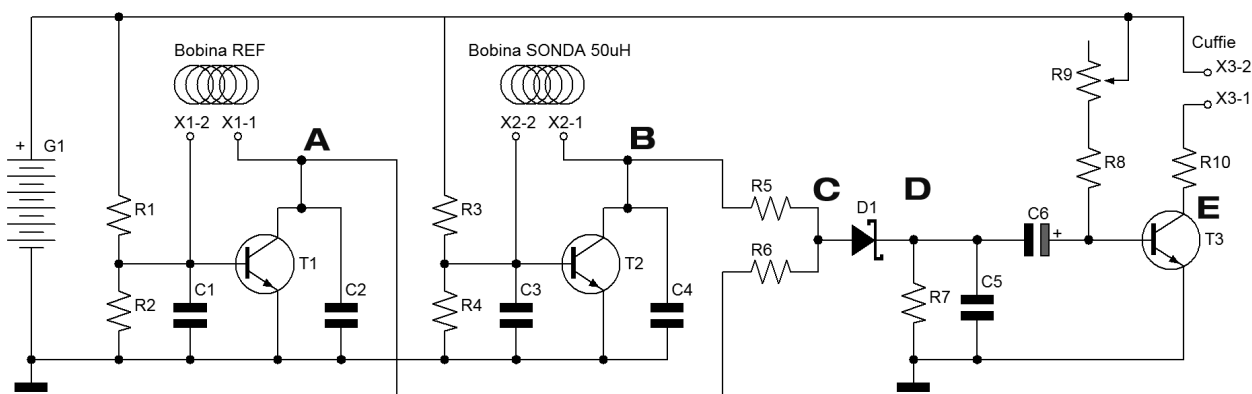 Bobina REF
Bobina SONDA 50uH
Cuffie
X3-2
R9
X3-1
X1-2 X1-1
A
X2-2 X2-1
B
+ G1
R8
R10
R5
C
D
D1
R1
R3
C6
E
+
T3
R6
T1
T2
R2
C1
C2
R4
C3
C4
R7
C5